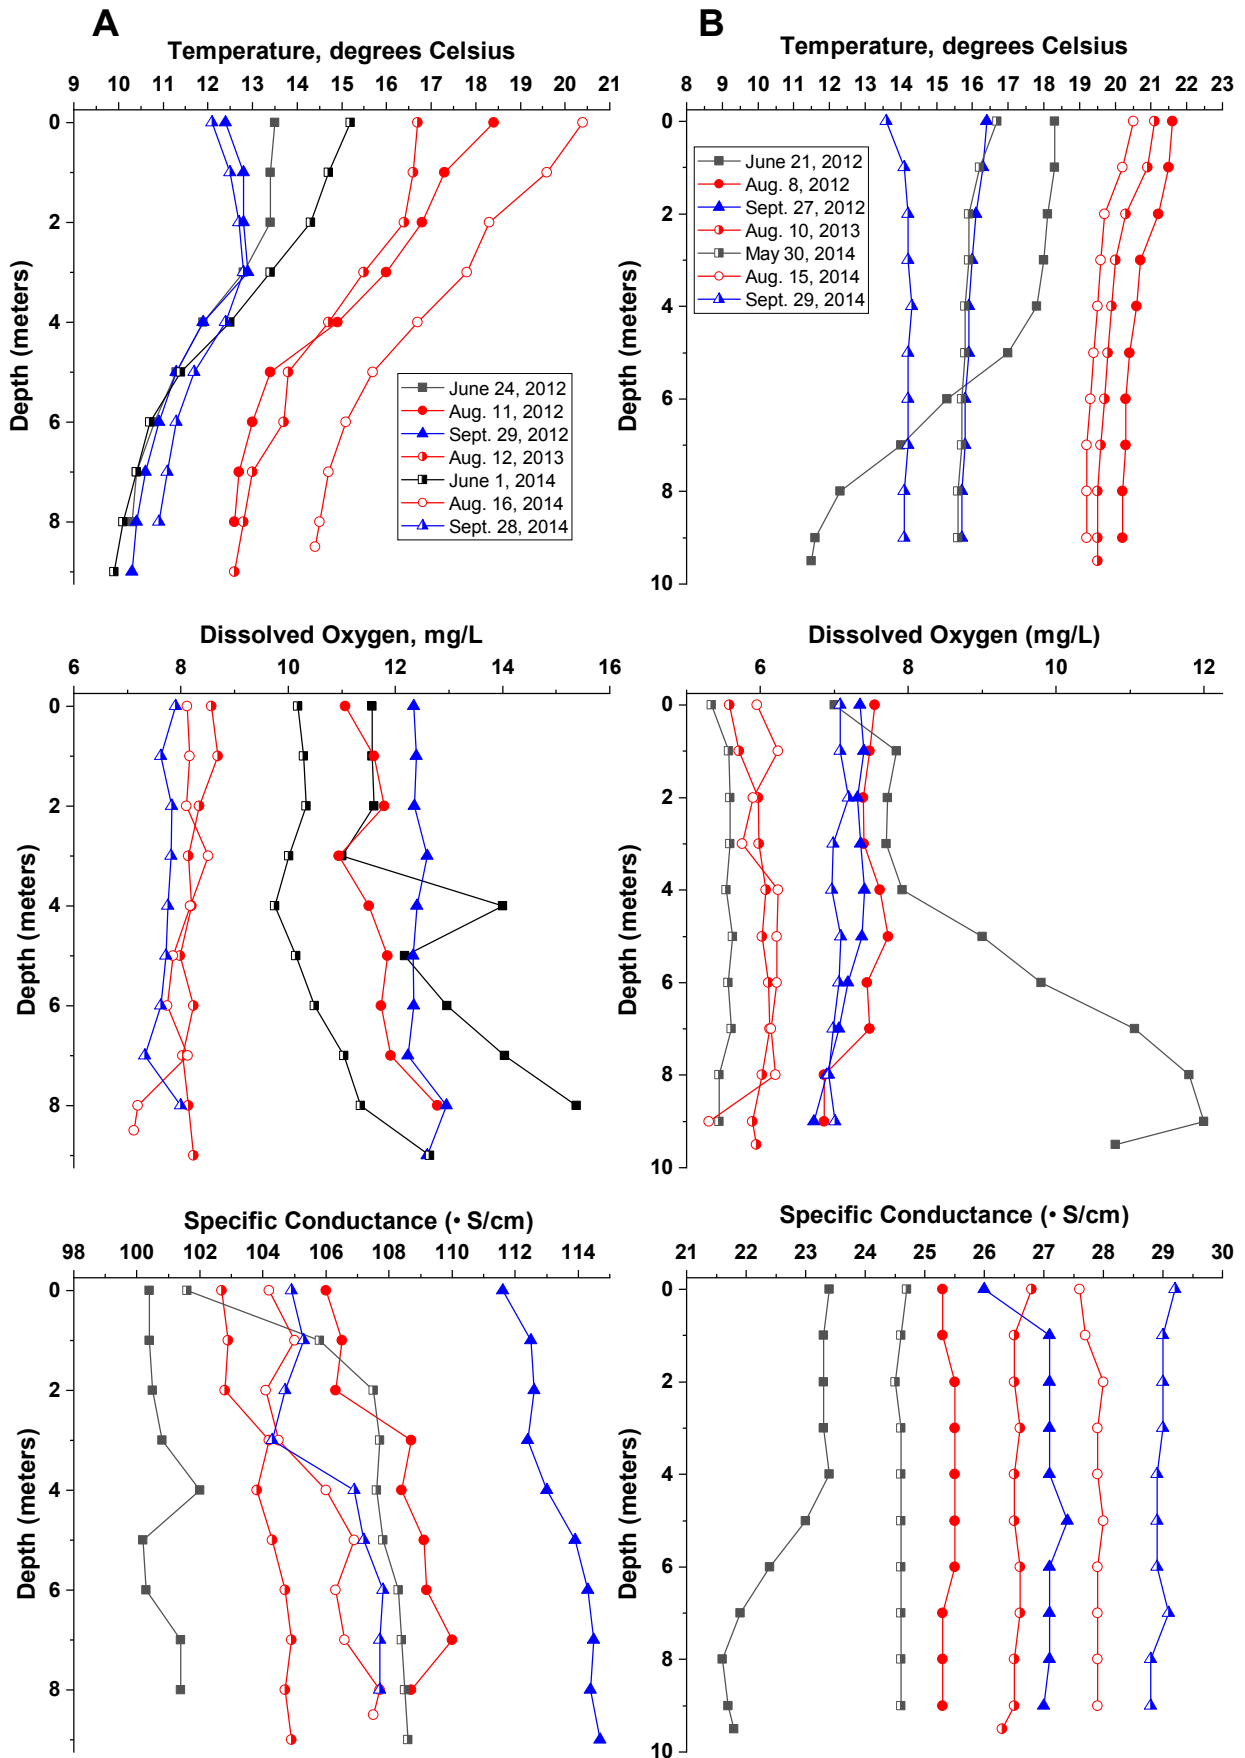 A
B
Temperature, degrees Celsius
Temperature, degrees Celsius
9 10 11 12 13 14 15 16 17 18 19 20 21
8 9 10 11 12 13 14 15 16 17 18 19 20 21 22 23
0
2
4
6
8
Depth (meters)
June 24, 2012
Aug. 11, 2012
Sept. 29, 2012
Aug. 12, 2013
June 1, 2014
Aug. 16, 2014
Sept. 28, 2014
0
2
4
6
8
10
Depth (meters)
June 21, 2012
Aug. 8, 2012
Sept. 27, 2012
Aug. 10, 2013
May 30, 2014
Aug. 15, 2014
Sept. 29, 2014
Dissolved Oxygen, mg/L
Dissolved Oxygen (mg/L)
6 8 10 12 14 16
6 8 10 12
0
2
4
6
8
Depth (meters)
0
2
4
6
8
10
Depth (meters)
Specific Conductance (• S/cm)
Specific Conductance (• S/cm)
98 100 102 104 106 108 110 112 114
21 22 23 24 25 26 27 28 29 30
0
2
4
6
8
Depth (meters)
0
2
4
6
8
10
Depth (meters)